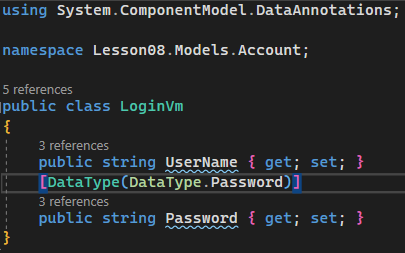 using System.ComponentModel.DataAnnotations;
namespace Lesson08.Models.Account;
5 references
public class LoginVm
{
3 references
public string UserName { get; set; }
[DataType(DataType.Password)]
3 references
public string Password { get; set; }
}